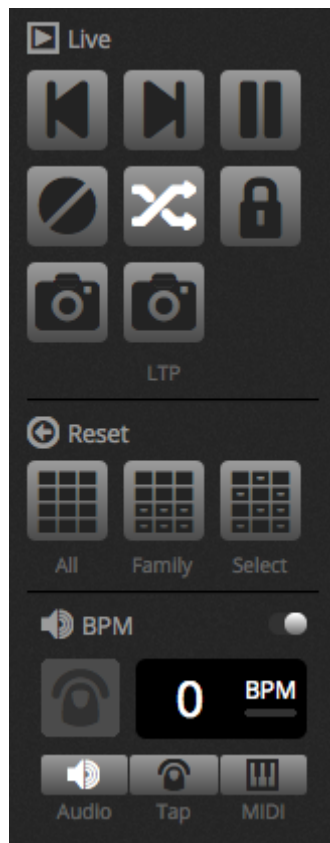 Live
LTP
Reset
All Family Select
BPM
0 BPM
Audio Tap MIDI